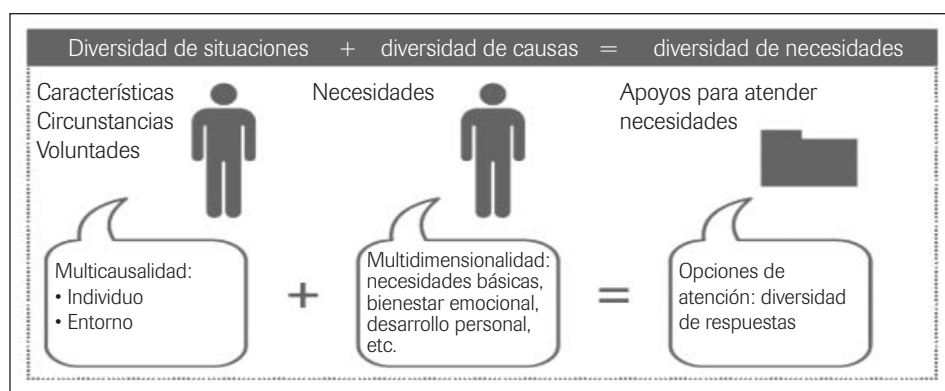 Diversidad de situaciones + diversidad de causas = diversidad de necesidades
Características
Circunstancias
Voluntades
Necesidades
Apoyos para atender
necesidades
Multicausalidad:
• Individuo
• Entorno
+
Multidimensionalidad:
necesidades básicas,
bienestar emocional,
desarrollo personal,
etc.
=
Opciones de
atención: diversidad
de respuestas